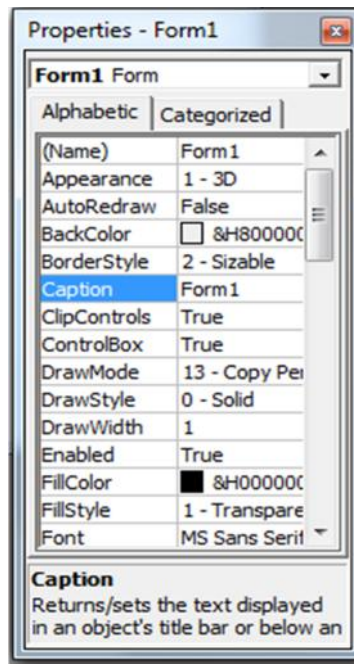 Properties - Form1
Form1 Form
Alphabetic Categorized
(Name) Form1
Appearance 1 - 3D
AutoRedraw False
BackColor &H800000
BorderStyle 2 - Sizable
Caption Form1
ClipControls True
ControlBox True
DrawMode 13 - Copy Per
DrawStyle 0 - Solid
DrawWidth 1
Enabled True
FillColor &H000000
FillStyle 1 - Transpare
Font MS Sans Serif
Caption
Returns/sets the text displayed
in an object's title bar or below an